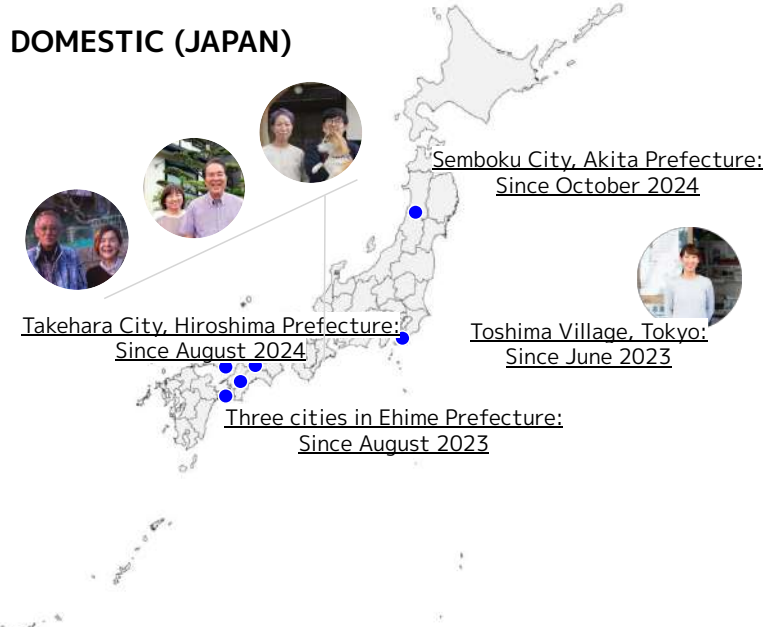 DOMESTIC (JAPAN)
Semboku City, Akita Prefecture:
Since October 2024
Takehara City, Hiroshima Prefecture:
Since August 2024
Toshima Village, Tokyo:
Since June 2023
Three cities in Ehime Prefecture:
Since August 2023